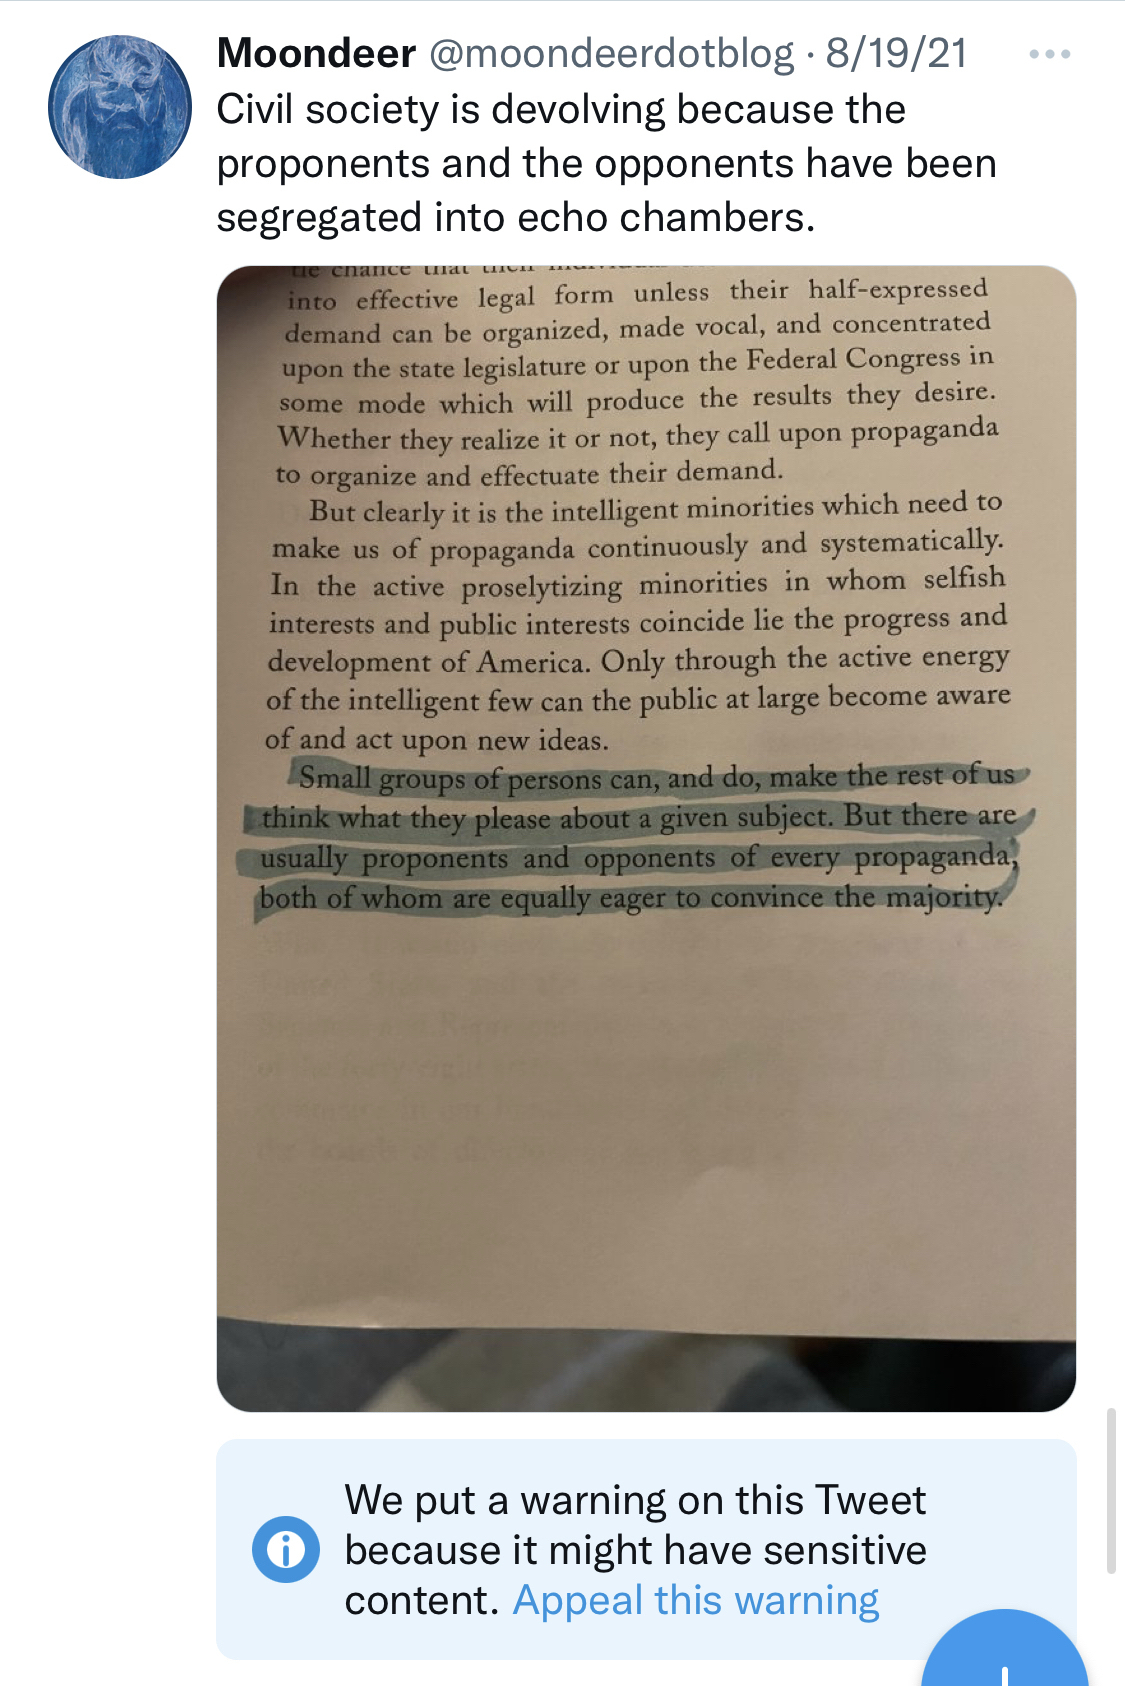 Moondeer @moondeerdotblog · 8/19/21
Civil society is devolving because the
proponents and the opponents have been
segregated into echo chambers.
chance that their
into effective legal form unless their half-expressed
demand can be organized, made vocal, and concentrated
upon the state legislature or upon the Federal Congress in
some mode which will produce the results they desire.
Whether they realize it or not, they call upon propaganda
to organize and effectuate their demand.
But clearly it is the intelligent minorities which need to
make us of propaganda continuously and systematically.
In the active proselytizing minorities in whom selfish
interests and public interests coincide lie the progress and
development of America. Only through the active energy
of the intelligent few can the public at large become aware
of and act upon new ideas.
Small groups of persons can, and do, make the rest of us
think what they please about a given subject. But there are
usually proponents and opponents of every propaganda,
both of whom are equally eager to convince the majority.
We put a warning on this Tweet
because it might have sensitive
content. Appeal this warning